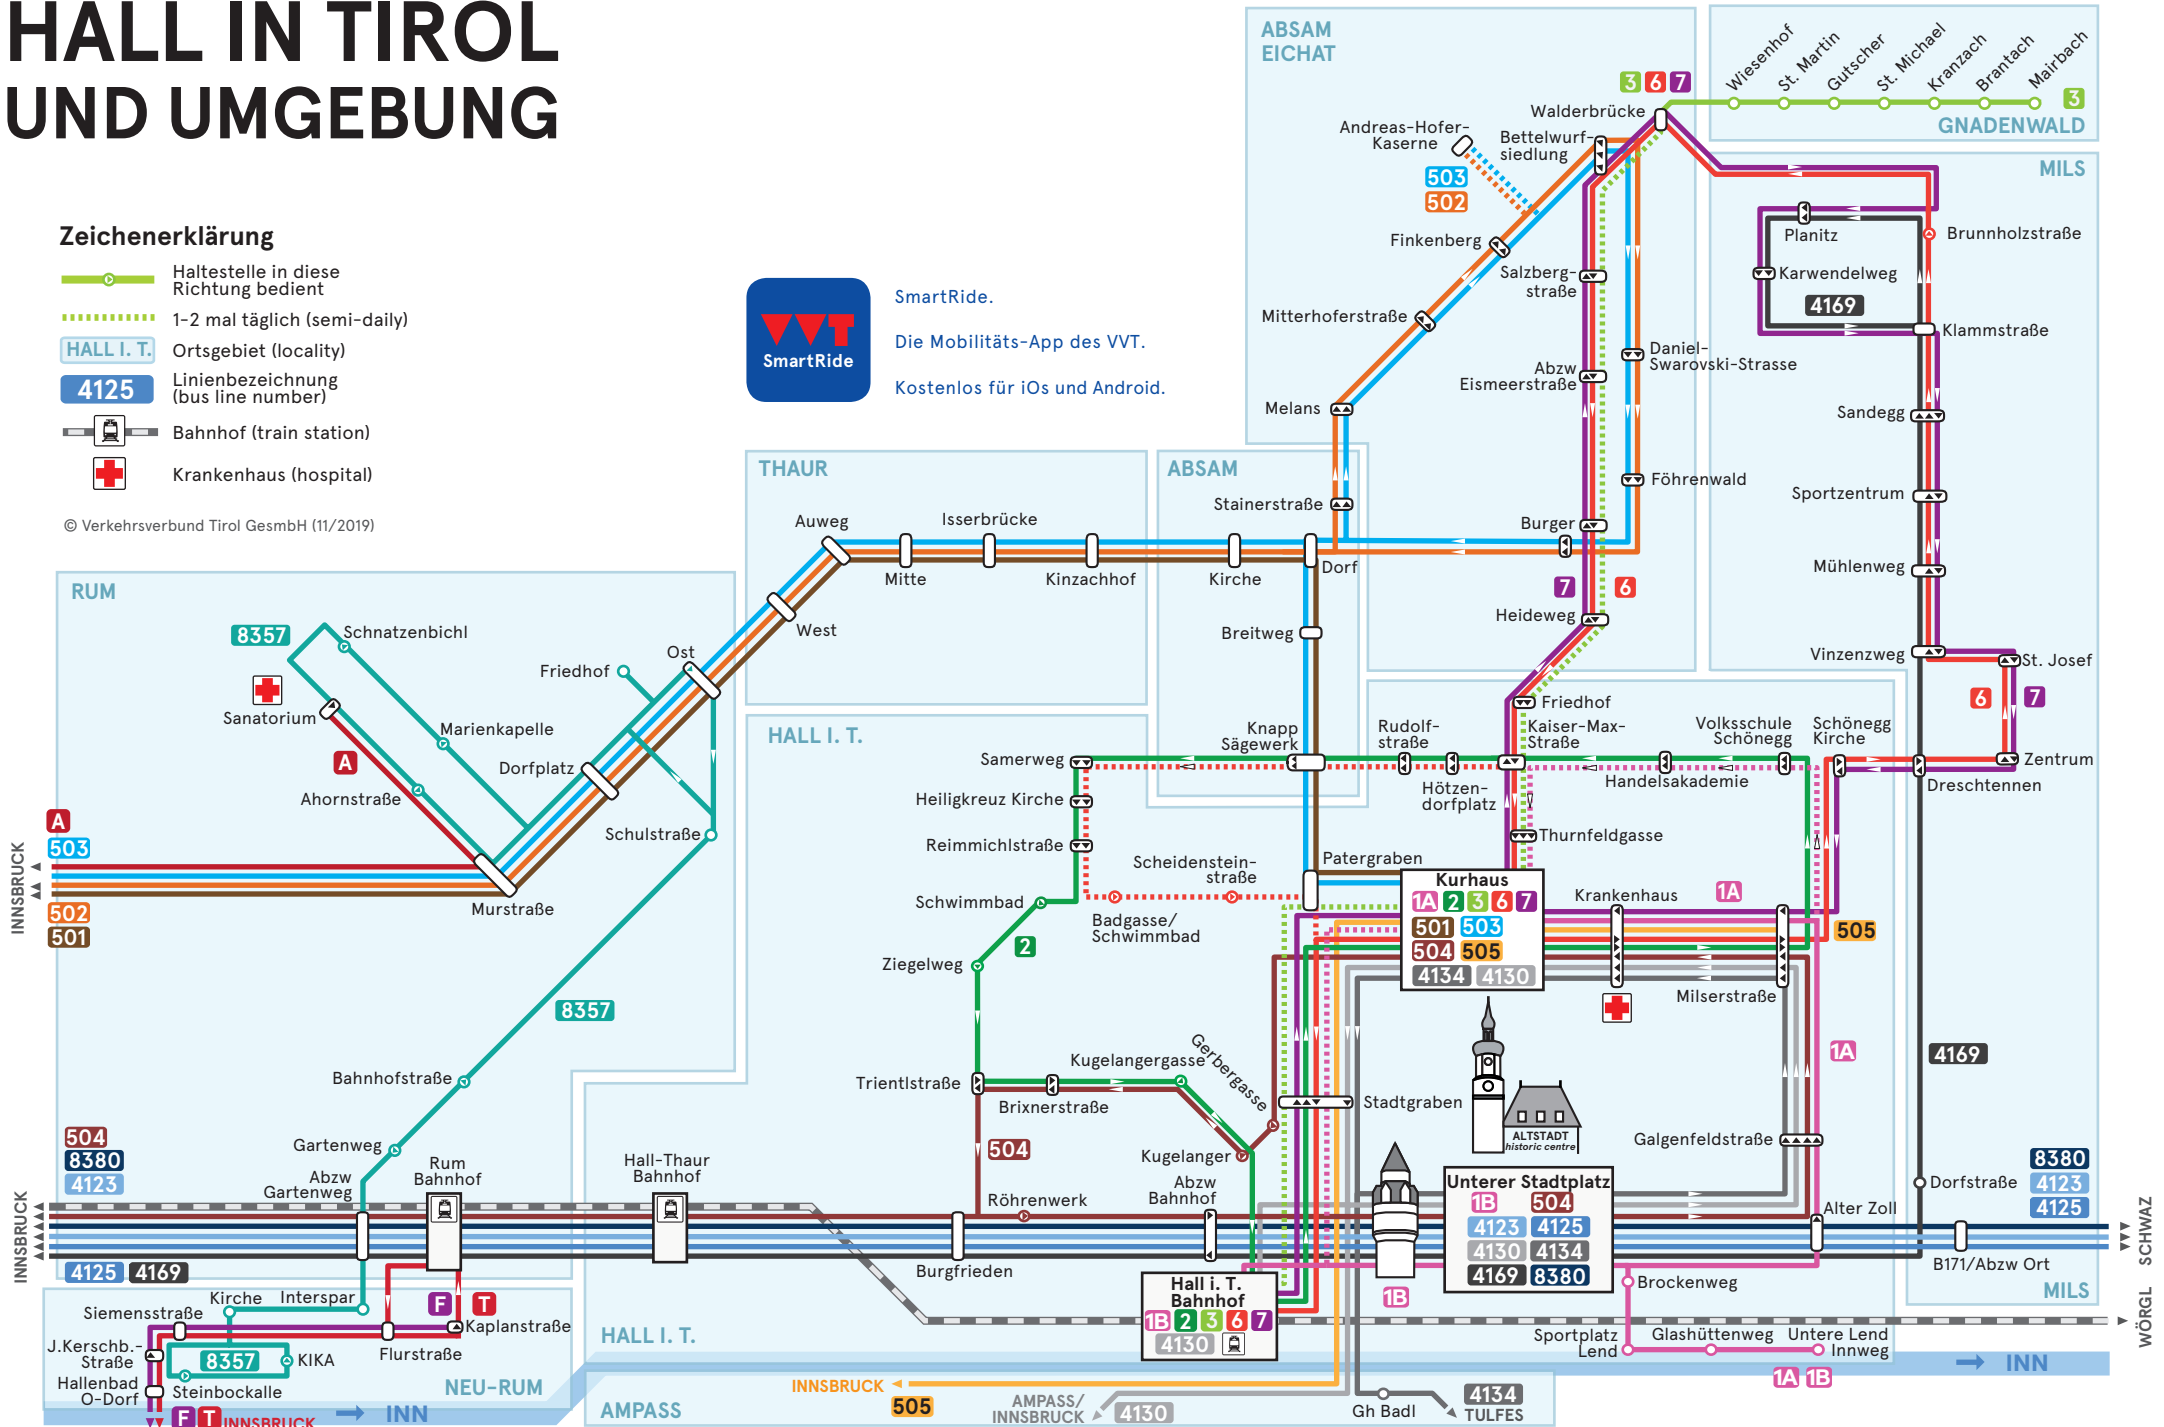 HALL IN TIROL
UND UMGEBUNG
Zeichenerklärung
Haltestelle in diese
Richtung bedient
1-2 mal täglich (semi-daily)
HALL I. T.
Ortsgebiet (locality)
4125
Linienbezeichnung
(bus line number)
Bahnhof (train station)
Krankenhaus (hospital)
© Verkehrsverbund Tirol GesmbH (11/2019)
VVT
SmartRide
SmartRide.
Die Mobilitäts-App des VVT.
Kostenlos für iOs und Android.
ABSAM
EICHAT
3 6 7
Walderbrücke
Andreas-Hofer-
Kaserne
Bettelwurf-
siedlung
503
502
Finkenberg
Salzberg-
straße
Mitterhoferstraße
Abzw
Eismeerstraße
Daniel-
Swarovski-Strasse
Melans
Föhrenwald
Stainerstraße
Burger
7
6
Heideweg
Wiesenhof
St. Martin
Gutscher
St. Michael
Kranzach
Brantach
Mairbach
3
GNADENWALD
MILS
Planitz
Brunnholzstraße
Karwendelweg
4169
Klammstraße
Sandegg
Sportzentrum
Mühlenweg
Vinzenzweg
St. Josef
6
7
Zentrum
Dreschtennen
THAUR
ABSAM
Auweg
Isserbrücke
Mitte
Kinzachhof
Kirche
Dorf
West
Breitweg
RUM
8357
Schnatzenbichl
Friedhof
Ost
Sanatorium
Marienkapelle
A
Dorfplatz
Ahornstraße
Schulstraße
A
503
INNSBRUCK
502
501
Murstraße
8357
Bahnhofstraße
Gartenweg
Abzw
Gartenweg
Rum
Bahnhof
HALL I. T.
Knapp
Sägewerk
Rudolf-
straße
Friedhof
Kaiser-Max-
Straße
Volksschule
Schönegg
Schönegg
Kirche
Samerweg
Handelsakademie
Hötzen-
dorfplatz
Heiligkreuz Kirche
Reimmichlstraße
Thurnfeldgasse
Scheidenstein-
straße
Patergraben
Schwimmbad
Badgasse/
Schwimmbad
2
Ziegelweg
Kurhaus
1A 2 3 6 7
501 503
504 505
4134 4130
Krankenhaus
1A
505
Milserstraße
1A
4169
Kugelangergasse
Gerbergasse
Trientlstraße
Brixnerstraße
Stadtgraben
504
Kugelanger
ALTSTADT
historic centre
Galgenfeldstraße
504
8380
4123
INNSBRUCK
4125 4169
Hall-Thaur
Bahnhof
Röhrenwerk
Abzw
Bahnhof
Burgfrieden
Unterer Stadtplatz
1B 504
4123 4125
4130 4134
4169 8380
Alter Zoll
Dorfstraße
8380
4123
4125
SCHWAZ
B171/Abzw Ort
MILS
WÖRGL
Hall i. T.
Bahnhof
1B 2 3 6 7
4130
1B
Brockenweg
Sportplatz
Lend
Glashüttenweg
Untere Lend
Innweg
1A 1B
INN
Siemensstraße
Kirche
Interspar
F T
Kaplanstraße
J.Kerschb.-
Straße
8357
KIKA
Flurstraße
Hallenbad
O-Dorf
Steinbockalle
NEU-RUM
F T INNSBRUCK
INN
HALL I. T.
AMPASS
INNSBRUCK
505
AMPASS/
INNSBRUCK
4130
Gh Badl
4134
TULFES